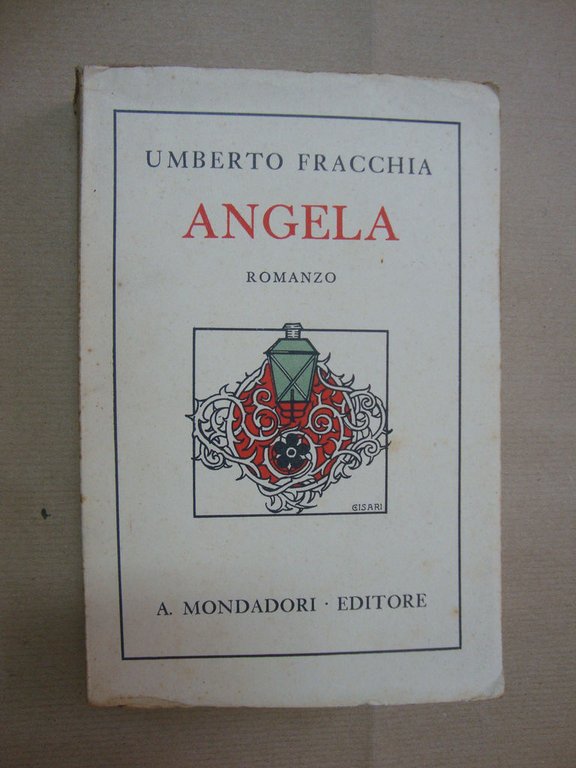 UMBERTO FRACCHIA
ANGELA
ROMANZO
CISARI
A. MONDADORI · EDITORE